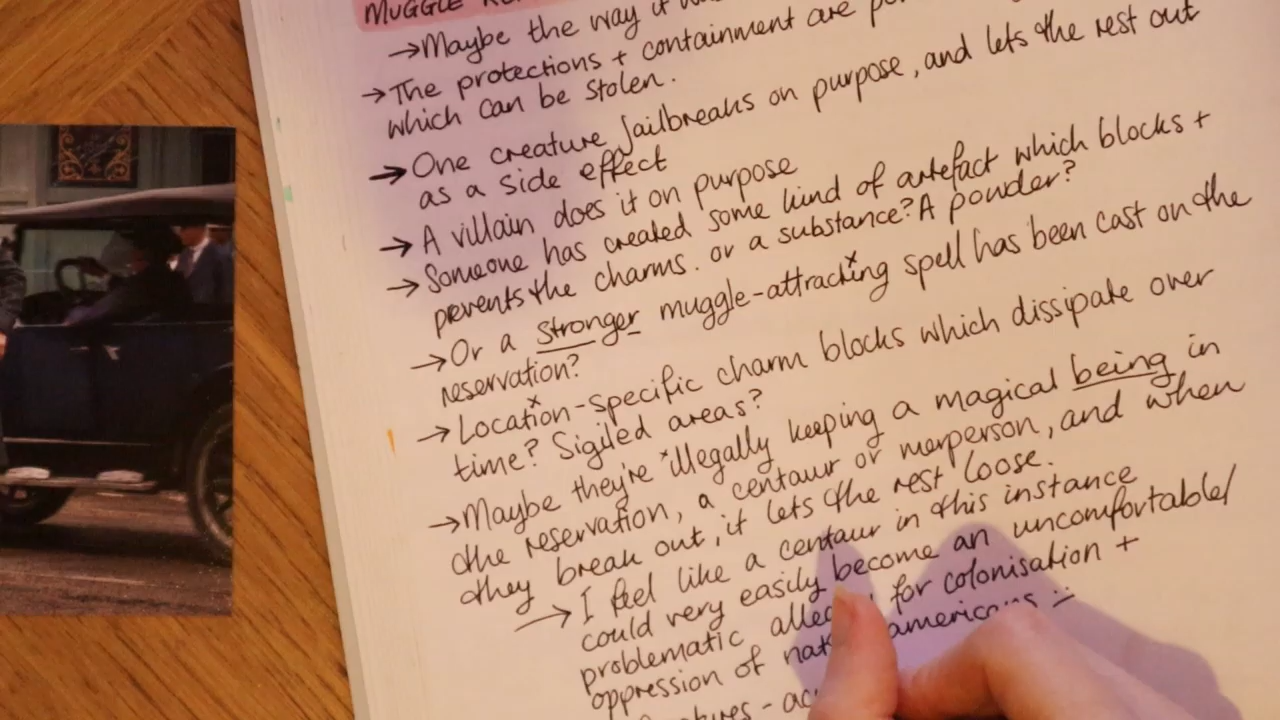 MUGGLE
→Maybe the way it
→The protections + containment are
which can be stolen.
→One creature jailbreaks on purpose, and lets the rest out
as a side effect
→A villain does it on purpose
→Someone has created some kind of artefact which blocks +
prevents the charms. or a substance? A powder?
→Or a stronger muggle-attracting spell has been cast on the
reservation?
→Location-specific charm blocks which dissipate over
time? Sigiled areas?
→Maybe they're illegally keeping a magical being in
the reservation, a centaur or merperson, and when
they break out, it lets the rest loose.
→I feel like a centaur in this instance
could very easily become an uncomfortable/
problematic for colonisation +
oppression of americans